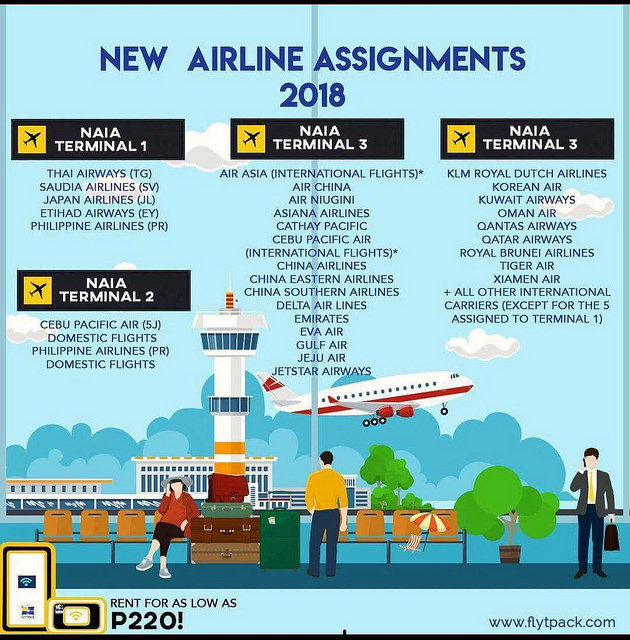 NEW AIRLINE ASSIGNMENTS
2018
NAIA
TERMINAL 1
THAI AIRWAYS (TG)
SAUDIA AIRLINES (SV)
JAPAN AIRLINES (JL)
ETIHAD AIRWAYS (EY)
PHILIPPINE AIRLINES (PR)
NAIA
TERMINAL 2
CEBU PACIFIC AIR (5J)
DOMESTIC FLIGHTS
PHILIPPINE AIRLINES (PR)
DOMESTIC FLIGHTS
NAIA
TERMINAL 3
AIR ASIA (INTERNATIONAL FLIGHTS)*
AIR CHINA
AIR NIUGINI
ASIANA AIRLINES
CATHAY PACIFIC
CEBU PACIFIC AIR
(INTERNATIONAL FLIGHTS)*
CHINA AIRLINES
CHINA EASTERN AIRLINES
CHINA SOUTHERN AIRLINES
DELTA AIR LINES
EMIRATES
EVA AIR
GULF AIR
JEJU AIR
JETSTAR AIRWAYS
NAIA
TERMINAL 3
KLM ROYAL DUTCH AIRLINES
KOREAN AIR
KUWAIT AIRWAYS
OMAN AIR
QANTAS AIRWAYS
QATAR AIRWAYS
ROYAL BRUNEI AIRLINES
TIGER AIR
XIAMEN AIR
+ ALL OTHER INTERNATIONAL
CARRIERS (EXCEPT FOR THE 5
ASSIGNED TO TERMINAL 1)
RENT FOR AS LOW AS
P220!
www.flytpack.com